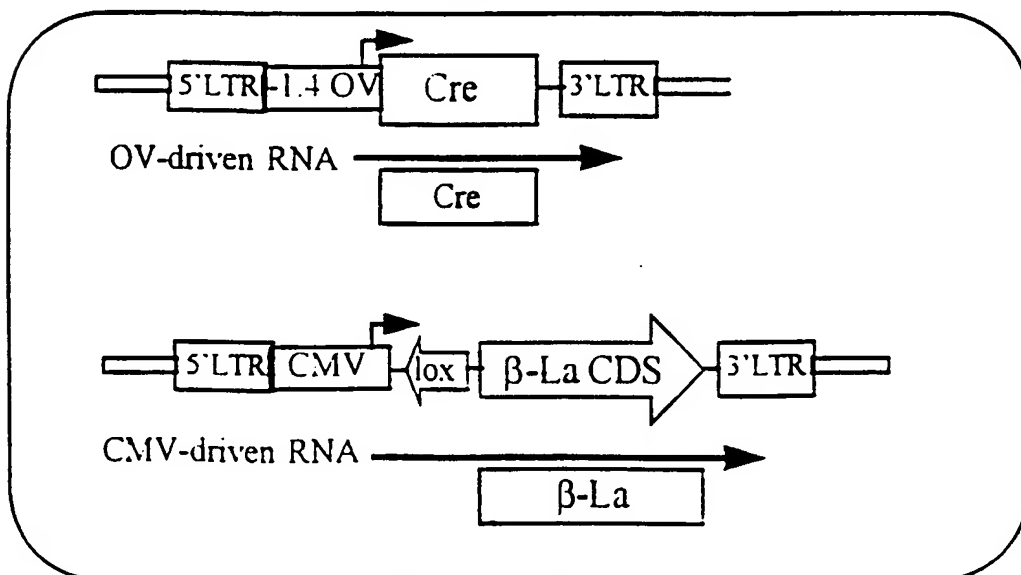 5'LTR -1.4 OV Cre 3'LTR
OV-driven RNA
Cre
5'LTR CMV lox β-La CDS 3'LTR
CMV-driven RNA
β-La